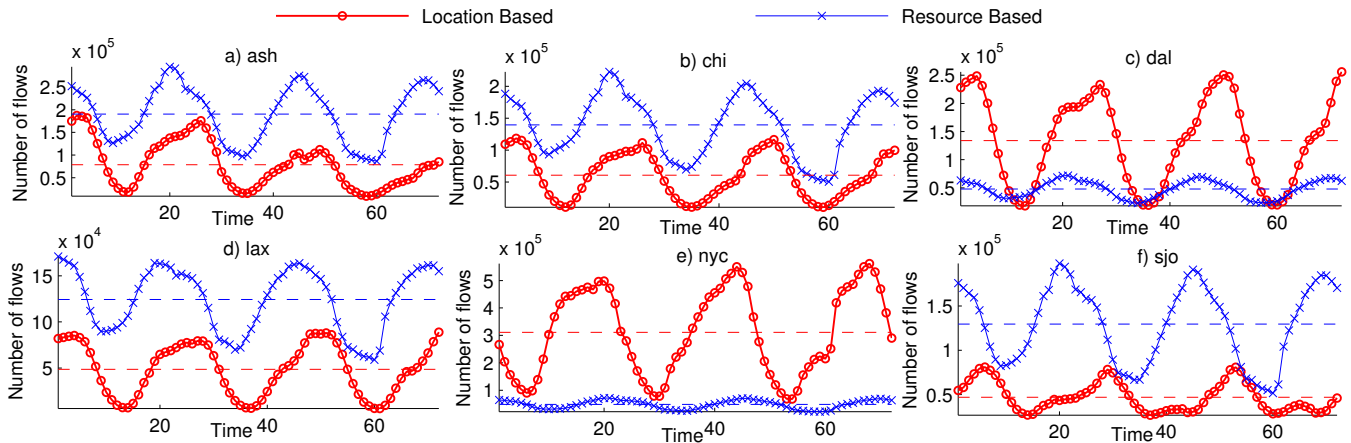 Location Based
Resource Based
a) ash
x 10^5
Number of flows
2.5
2
1.5
1
0.5
20
40
60
Time
b) chi
x 10^5
Number of flows
2
1.5
1
0.5
20
40
60
Time
c) dal
x 10^5
Number of flows
2.5
2
1.5
1
0.5
20
40
60
Time
d) lax
x 10^4
Number of flows
15
10
5
20
40
60
Time
e) nyc
x 10^5
Number of flows
5
4
3
2
1
20
40
60
Time
f) sjo
x 10^5
Number of flows
1.5
1
0.5
20
40
60
Time